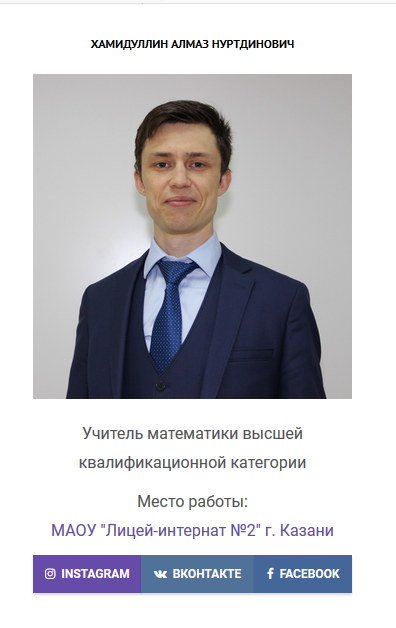 ХАМИДУЛЛИН АЛМАЗ НУРТДИНОВИЧ
Учитель математики высшей
квалификационной категории
Место работы:
МАОУ "Лицей-интернат №2" г. Казани
INSTAGRAM ВКОНТАКТЕ FACEBOOK